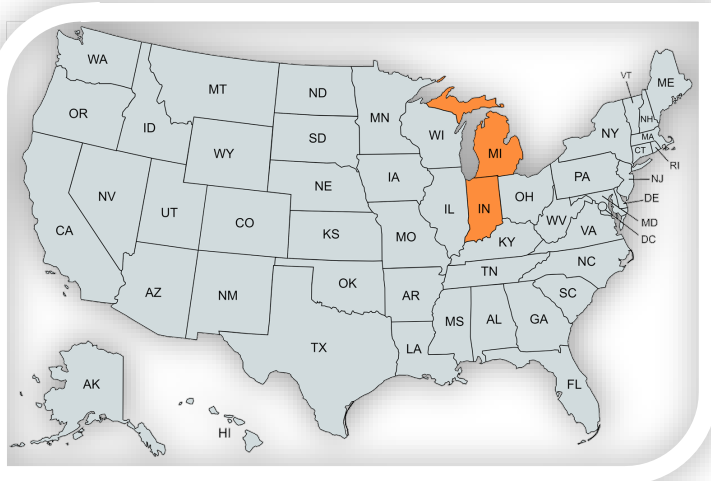 WA
MT
ND
MN
VT
ME
OR
ID
SD
WI
MI
NY
NH
MA
CT
RI
WY
NV
UT
CO
NE
IA
IL
IN
OH
PA
NJ
DE
MD
DC
CA
KS
MO
KY
WV
VA
AZ
NM
OK
AR
TN
NC
SC
TX
LA
MS
AL
GA
FL
AK
HI